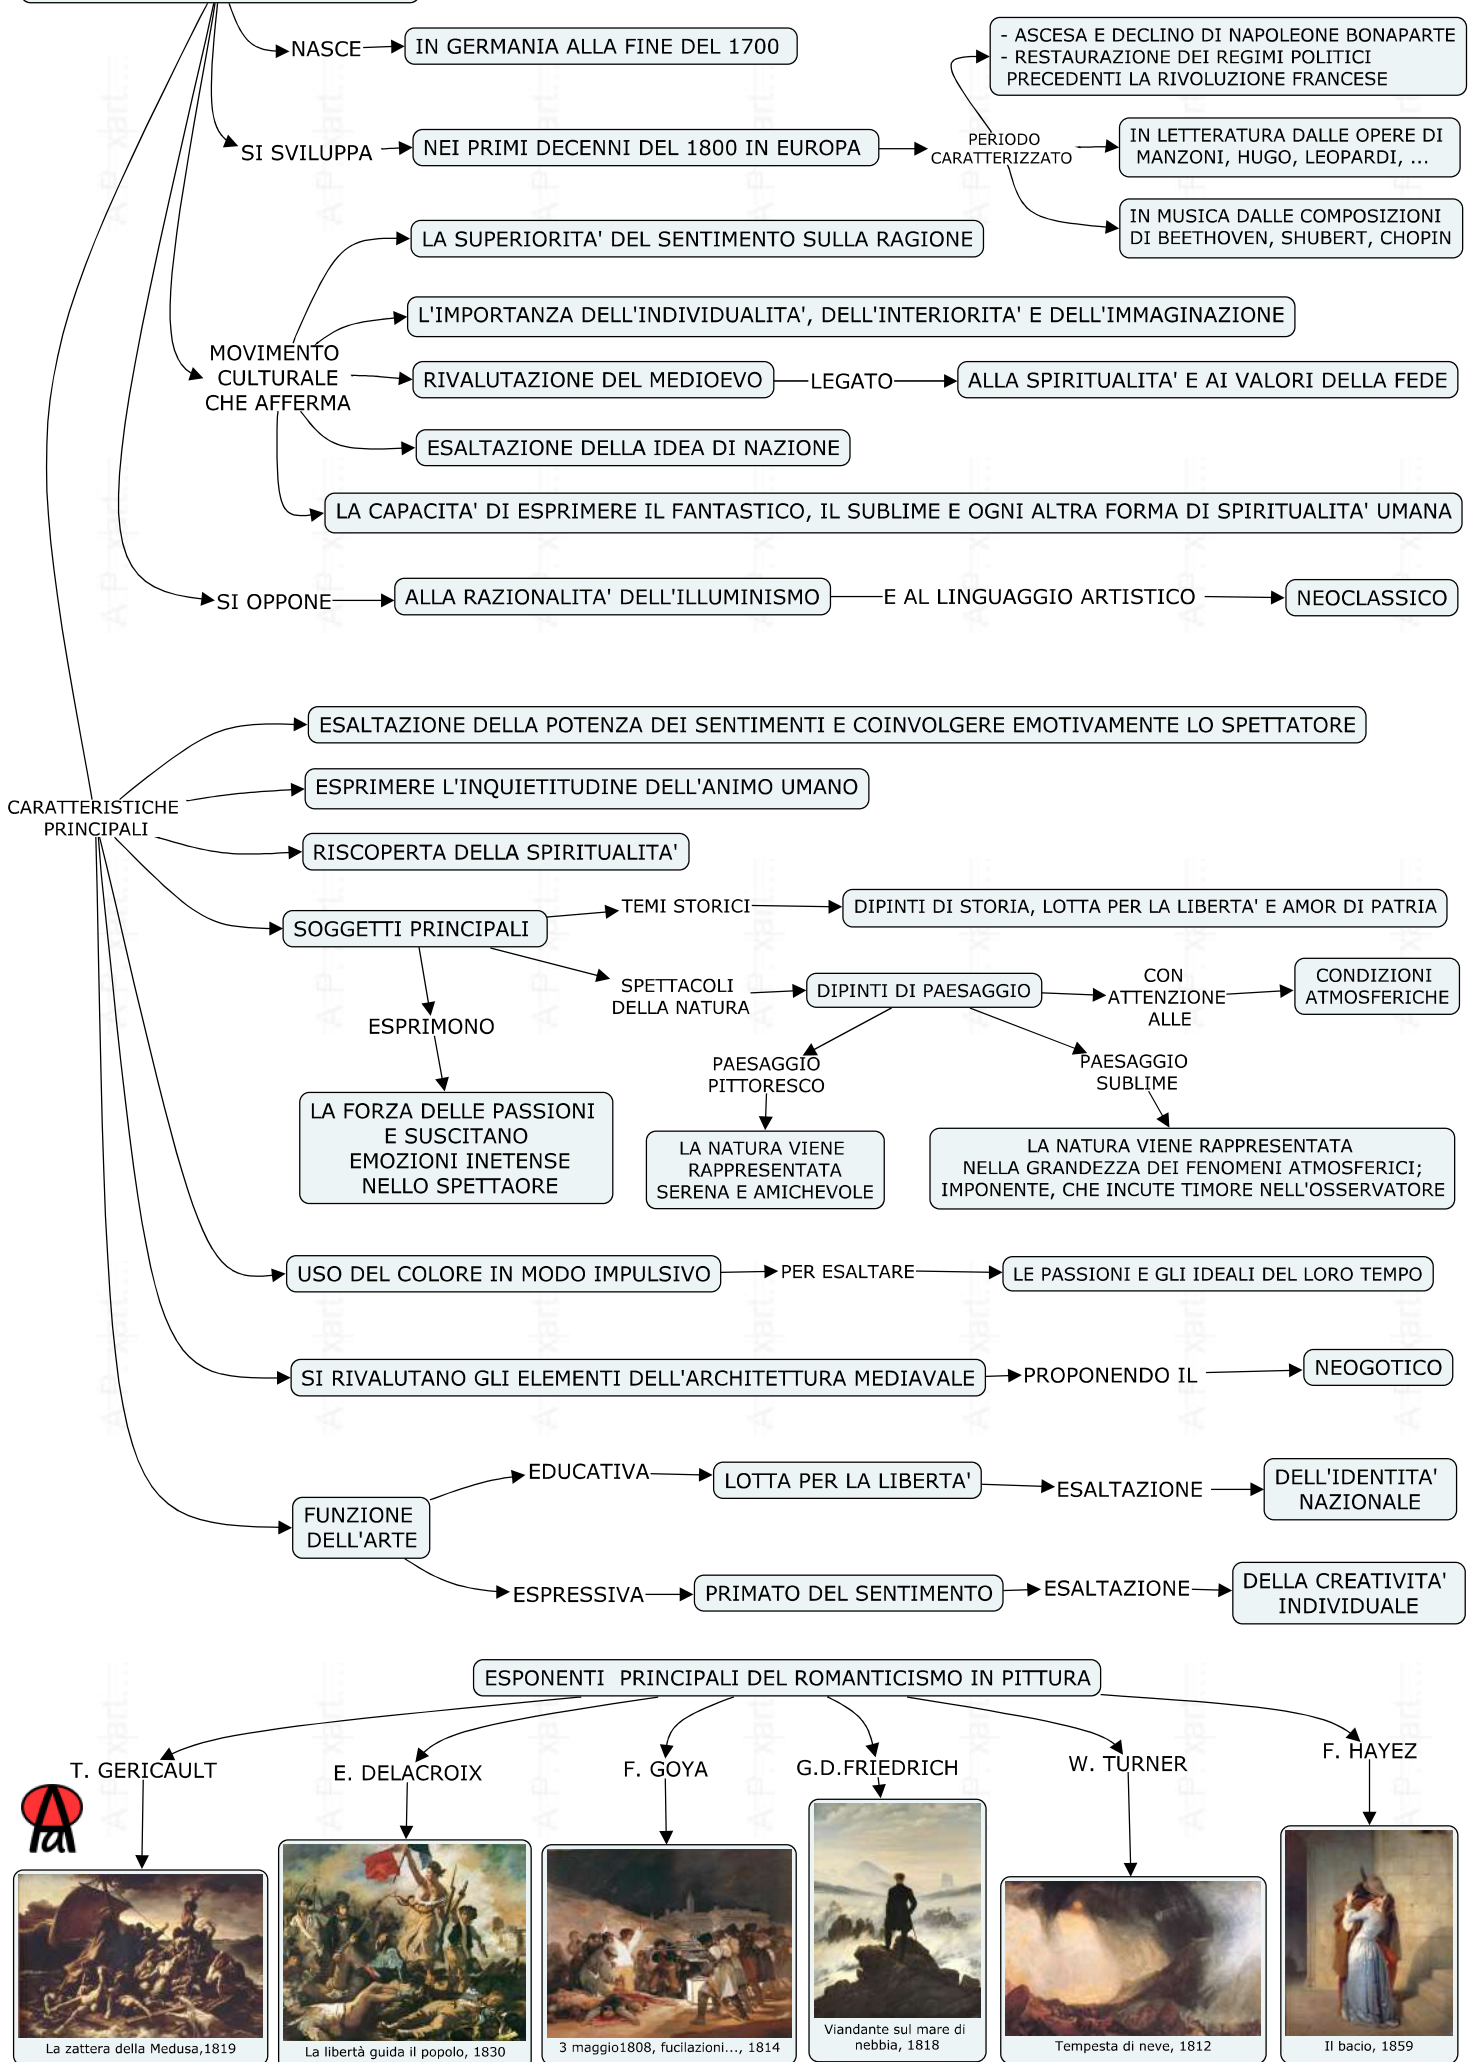 NASCE
IN GERMANIA ALLA FINE DEL 1700
- ASCESA E DECLINO DI NAPOLEONE BONAPARTE
- RESTAURAZIONE DEI REGIMI POLITICI
PRECEDENTI LA RIVOLUZIONE FRANCESE
SI SVILUPPA
NEI PRIMI DECENNI DEL 1800 IN EUROPA
PERIODO
CARATTERIZZATO
IN LETTERATURA DALLE OPERE DI
MANZONI, HUGO, LEOPARDI, ...
IN MUSICA DALLE COMPOSIZIONI
DI BEETHOVEN, SHUBERT, CHOPIN
MOVIMENTO
CULTURALE
CHE AFFERMA
LA SUPERIORITA' DEL SENTIMENTO SULLA RAGIONE
L'IMPORTANZA DELL'INDIVIDUALITA', DELL'INTERIORITA' E DELL'IMMAGINAZIONE
RIVALUTAZIONE DEL MEDIOEVO
LEGATO
ALLA SPIRITUALITA' E AI VALORI DELLA FEDE
ESALTAZIONE DELLA IDEA DI NAZIONE
LA CAPACITA' DI ESPRIMERE IL FANTASTICO, IL SUBLIME E OGNI ALTRA FORMA DI SPIRITUALITA' UMANA
SI OPPONE
ALLA RAZIONALITA' DELL'ILLUMINISMO
E AL LINGUAGGIO ARTISTICO
NEOCLASSICO
CARATTERISTICHE
PRINCIPALI
ESALTAZIONE DELLA POTENZA DEI SENTIMENTI E COINVOLGERE EMOTIVAMENTE LO SPETTATORE
ESPRIMERE L'INQUIETITUDINE DELL'ANIMO UMANO
RISCOPERTA DELLA SPIRITUALITA'
SOGGETTI PRINCIPALI
TEMI STORICI
DIPINTI DI STORIA, LOTTA PER LA LIBERTA' E AMOR DI PATRIA
SPETTACOLI
DELLA NATURA
DIPINTI DI PAESAGGIO
CON
ATTENZIONE
ALLE
CONDIZIONI
ATMOSFERICHE
ESPRIMONO
LA FORZA DELLE PASSIONI
E SUSCITANO
EMOZIONI INETENSE
NELLO SPETTAORE
PAESAGGIO
PITTORESCO
LA NATURA VIENE
RAPPRESENTATA
SERENA E AMICHEVOLE
PAESAGGIO
SUBLIME
LA NATURA VIENE RAPPRESENTATA
NELLA GRANDEZZA DEI FENOMENI ATMOSFERICI;
IMPONENTE, CHE INCUTE TIMORE NELL'OSSERVATORE
USO DEL COLORE IN MODO IMPULSIVO
PER ESALTARE
LE PASSIONI E GLI IDEALI DEL LORO TEMPO
SI RIVALUTANO GLI ELEMENTI DELL'ARCHITETTURA MEDIAVALE
PROPONENDO IL
NEOGOTICO
FUNZIONE
DELL'ARTE
EDUCATIVA
LOTTA PER LA LIBERTA'
ESALTAZIONE
DELL'IDENTITA'
NAZIONALE
ESPRESSIVA
PRIMATO DEL SENTIMENTO
ESALTAZIONE
DELLA CREATIVITA'
INDIVIDUALE
ESPONENTI PRINCIPALI DEL ROMANTICISMO IN PITTURA
T. GERICAULT
E. DELACROIX
F. GOYA
G.D.FRIEDRICH
W. TURNER
F. HAYEZ
La zattera della Medusa,1819
La libertà guida il popolo, 1830
3 maggio1808, fucilazioni..., 1814
Viandante sul mare di
nebbia, 1818
Tempesta di neve, 1812
Il bacio, 1859